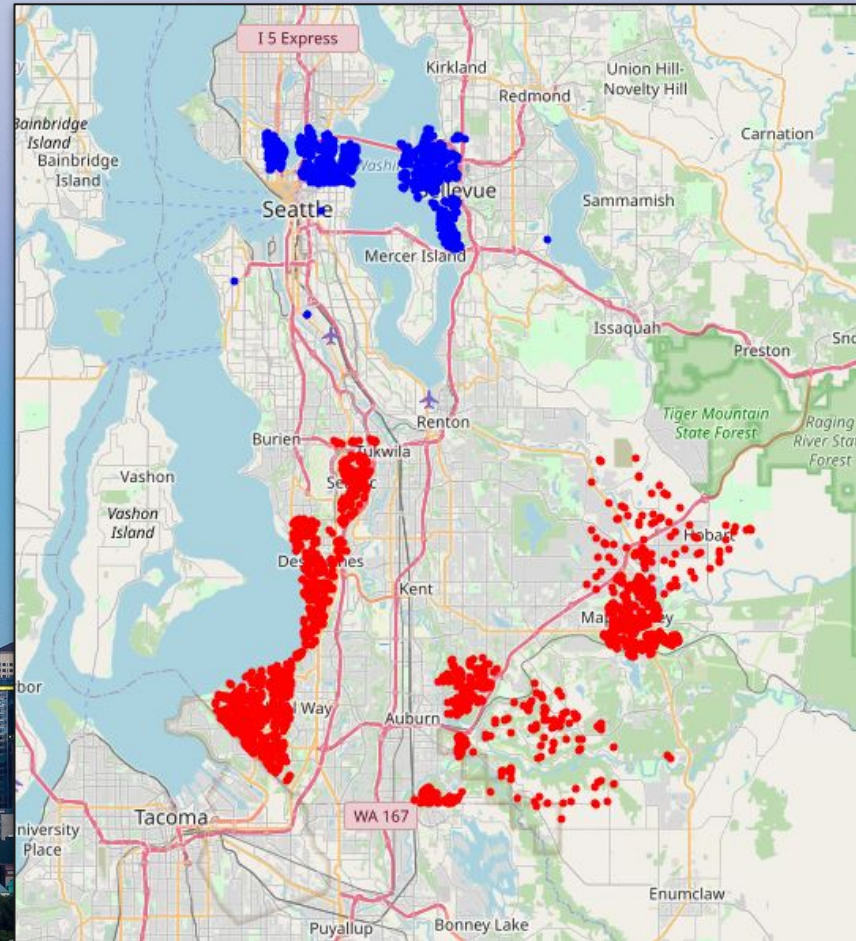 I 5 Express
Kirkland
Union Hill-
Novelty Hill
Redmond
Bainbridge
Island
Bainbridge
Island
Carnation
Seattle
Sammamish
Mercer Island
Issaquah
Preston
Tiger Mountain
State Forest
Raging
River Sta
Forest
Renton
Burien
Vashon
Vashon
Island
Hobart
Kent
Auburn
Tacoma
WA 167
niversity
Place
Enumclaw
Puyallup
Bonney Lake